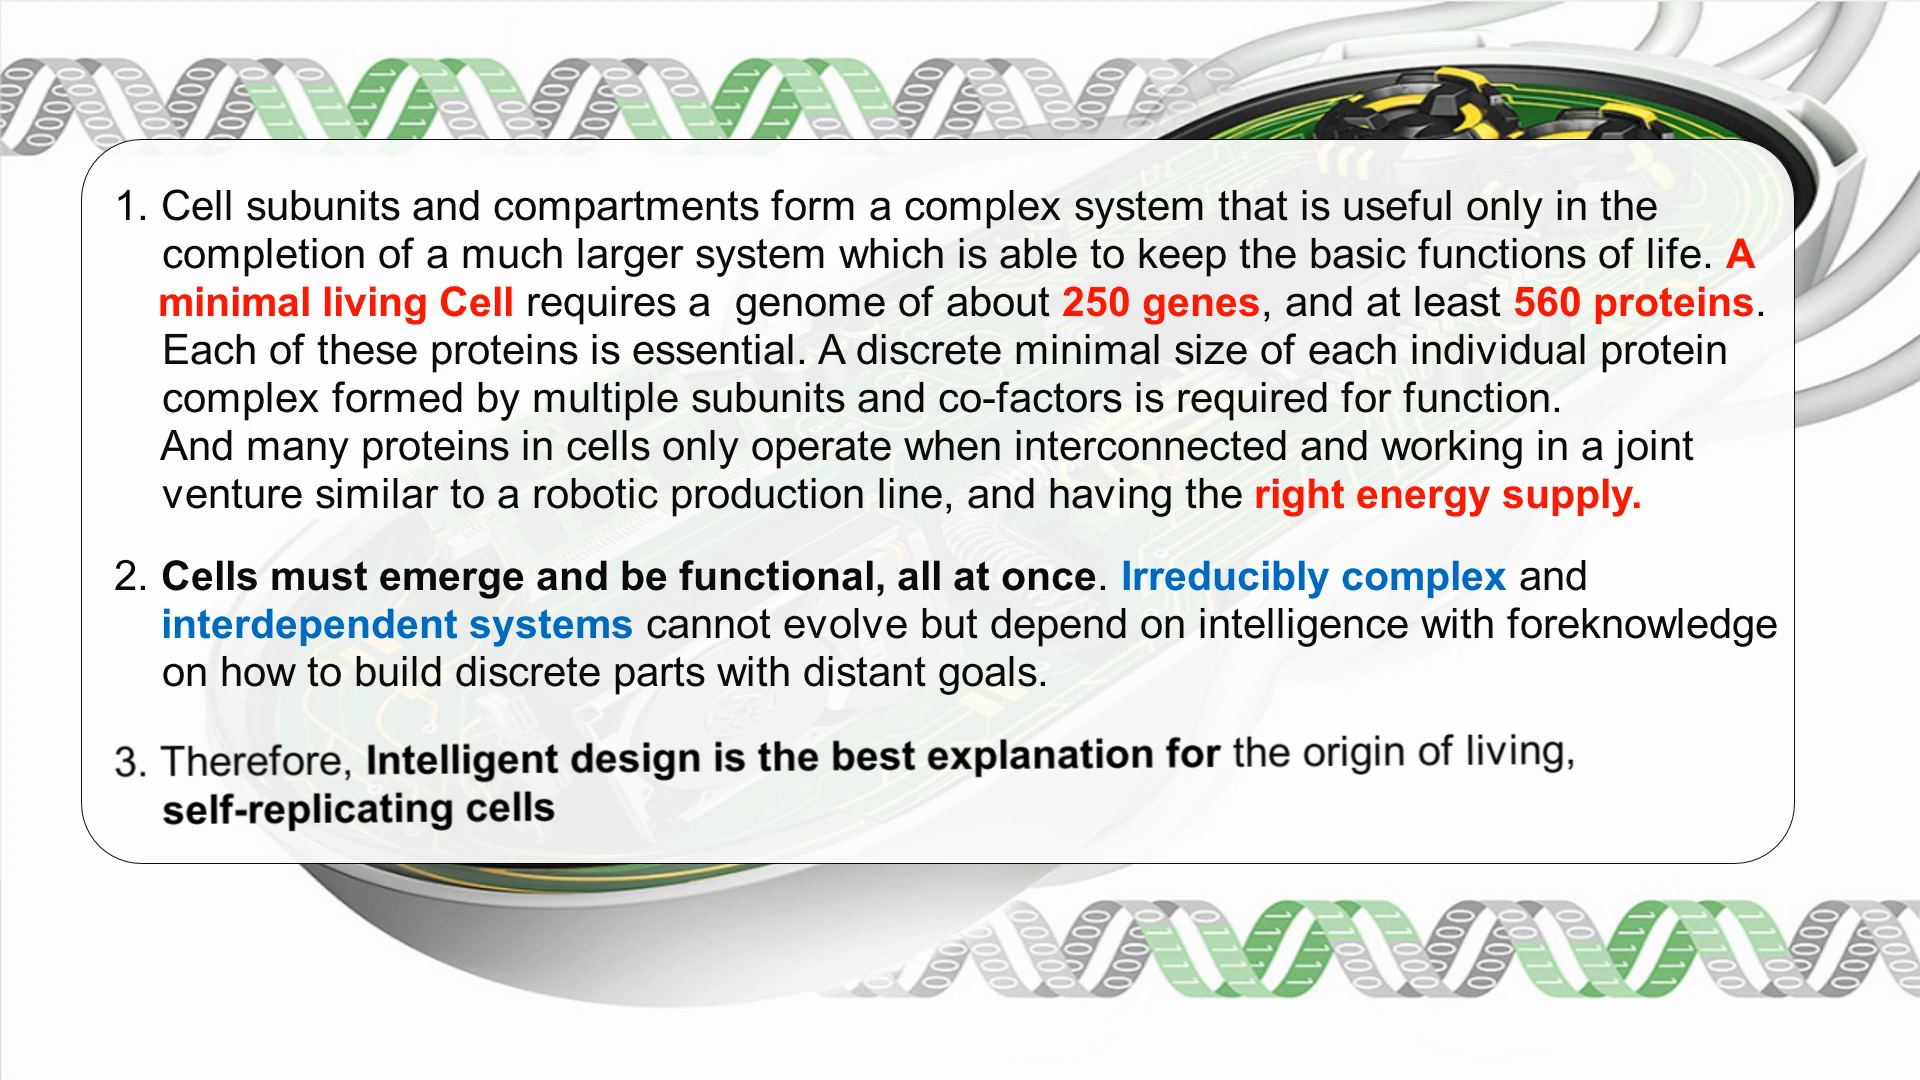 1. Cell subunits and compartments form a complex system that is useful only in the
completion of a much larger system which is able to keep the basic functions of life. A
minimal living Cell requires a genome of about 250 genes, and at least 560 proteins.
Each of these proteins is essential. A discrete minimal size of each individual protein
complex formed by multiple subunits and co-factors is required for function.
And many proteins in cells only operate when interconnected and working in a joint
venture similar to a robotic production line, and having the right energy supply.
2. Cells must emerge and be functional, all at once. Irreducibly complex and
interdependent systems cannot evolve but depend on intelligence with foreknowledge
on how to build discrete parts with distant goals.
3. Therefore, Intelligent design is the best explanation for the origin of living,
self-replicating cells